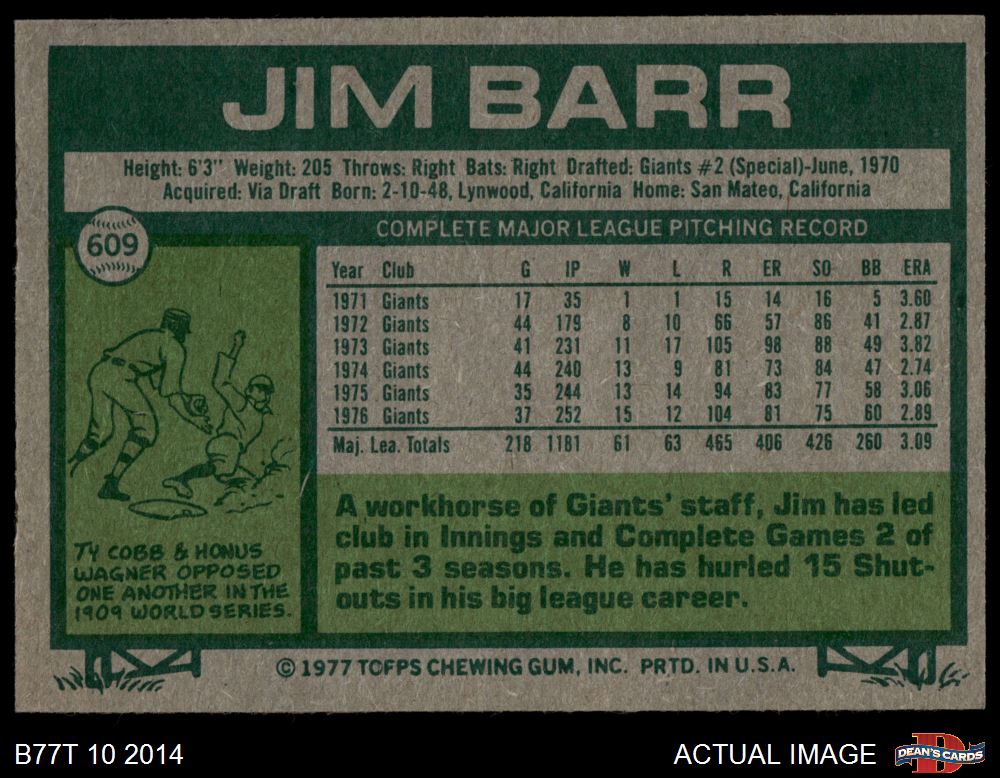 JIM BARR
Height: 6'3" Weight: 205 Throws: Right Bats: Right Drafted: Giants #2 (Special)-June, 1970
Acquired: Via Draft Born: 2-10-48, Lynwood, California Home: San Mateo, California
609
COMPLETE MAJOR LEAGUE PITCHING RECORD
Year Club G IP W L R ER SO BB ERA
1971 Giants 17 35 1 1 15 14 16 5 3.60
1972 Giants 44 179 8 10 66 57 86 41 2.87
1973 Giants 41 231 11 17 105 98 88 49 3.82
1974 Giants 44 240 13 9 81 73 84 47 2.74
1975 Giants 35 244 13 14 94 83 77 58 3.06
1976 Giants 37 252 15 12 104 81 75 60 2.89
Maj. Lea. Totals 218 1181 61 63 465 406 426 260 3.09
TY COBB & HONUS
WAGNER OPPOSED
ONE ANOTHER IN THE
1909 WORLD SERIES.
A workhorse of Giants' staff, Jim has led
club in Innings and Complete Games 2 of
past 3 seasons. He has hurled 15 Shut-
outs in his big league career.
© 1977 TOPPS CHEWING GUM, INC. PRTD. IN U.S.A.
B77T 10 2014
ACTUAL IMAGE
DEAN'S CARDS